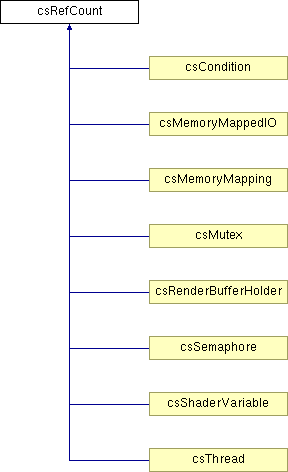 csRefCount
csCondition
csMemoryMappedIO
csMemoryMapping
csMutex
csRenderBufferHolder
csSemaphore
csShaderVariable
csThread